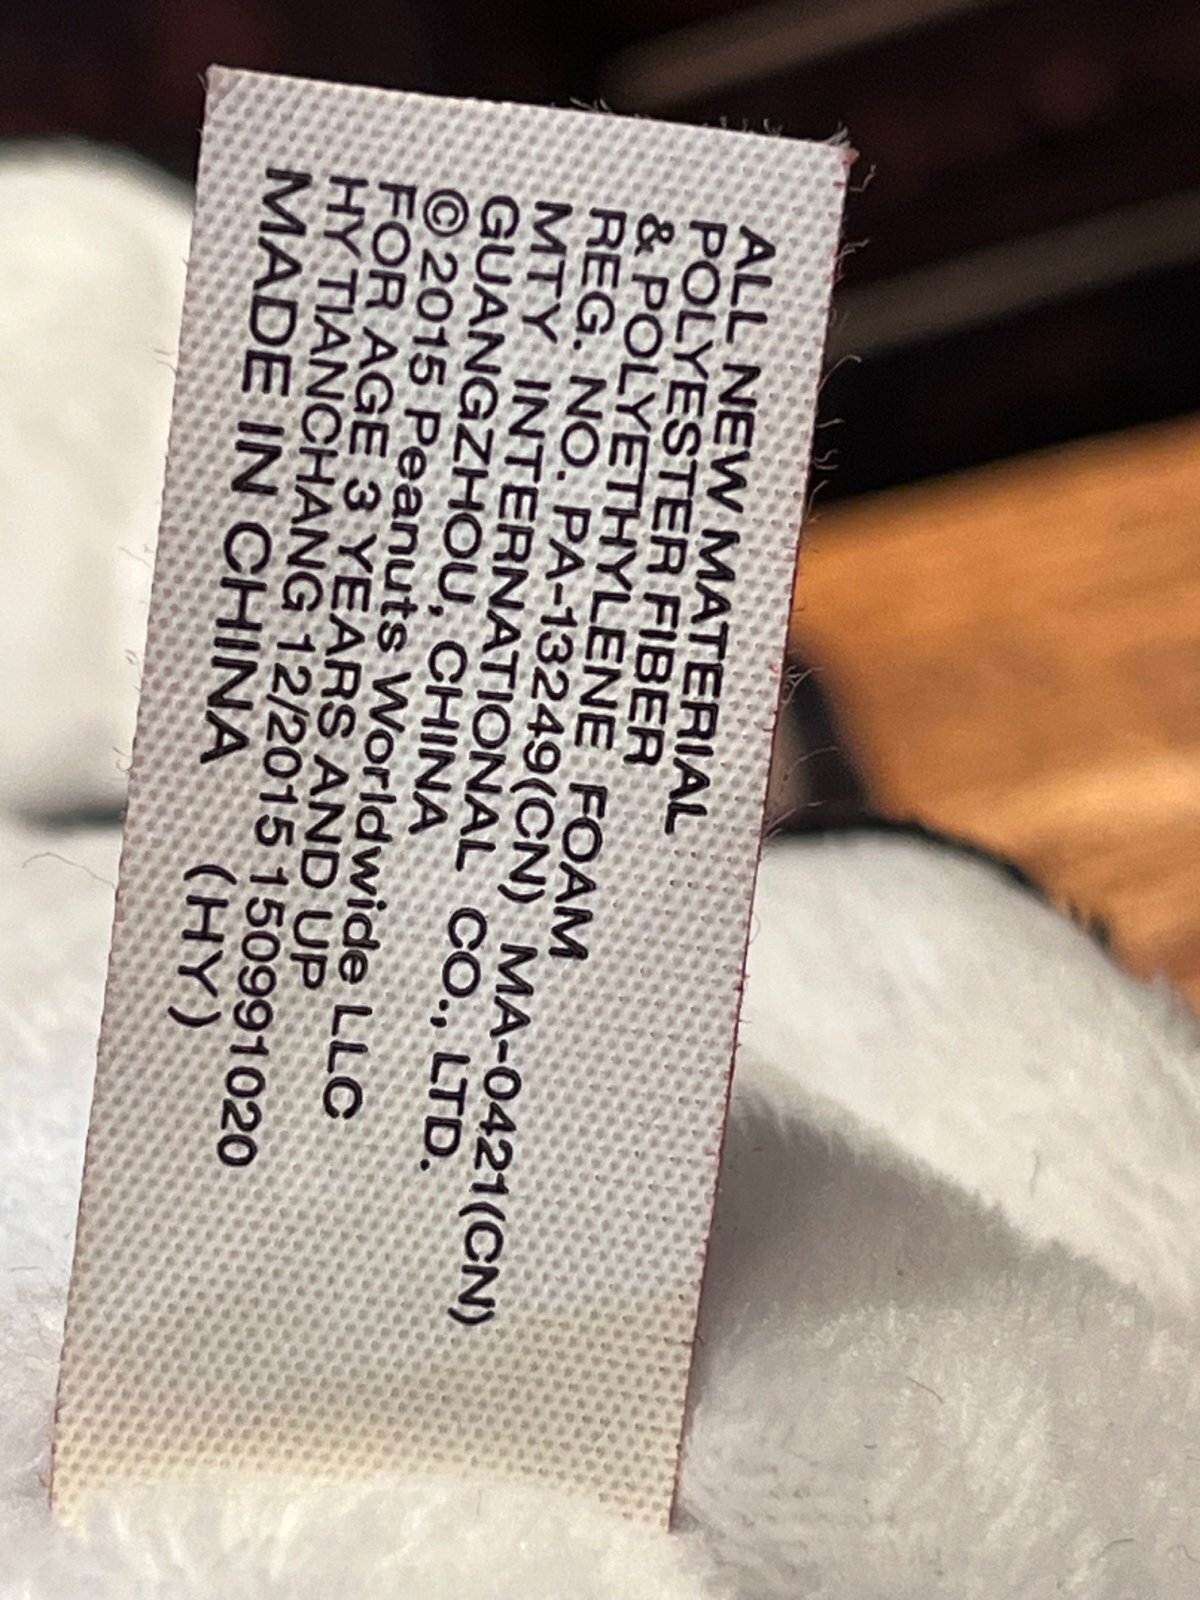 ALL NEW MATERIAL
POLYESTER FIBER
& POLYETHYLENE FOAM
REG. NO. PA-13249(CN) MA-0421(CN)
MTY INTERNATIONAL CO., LTD.
GUANGZHOU, CHINA
©2015 Peanuts Worldwide LLC
FOR AGE 3 YEARS AND UP
HY TIANCHANG 12/2015 150991020
MADE IN CHINA (HY)